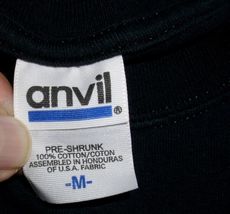 anvil®
PRE-SHRUNK
100% COTTON/COTON
ASSEMBLED IN HONDURAS
OF U.S.A. FABRIC
-M-